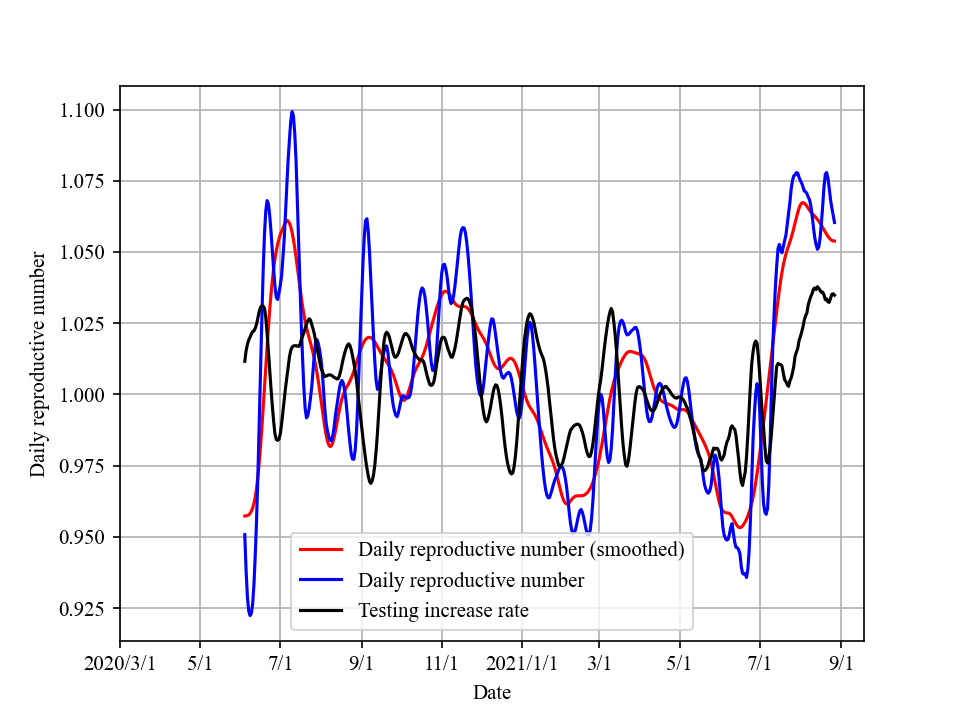 1.100
1.075
1.050
1.025
1.000
0.975
0.950
0.925
Daily reproductive number
Daily reproductive number (smoothed)
Daily reproductive number
Testing increase rate
2020/3/1 5/1 7/1 9/1 11/1 2021/1/1 3/1 5/1 7/1 9/1
Date